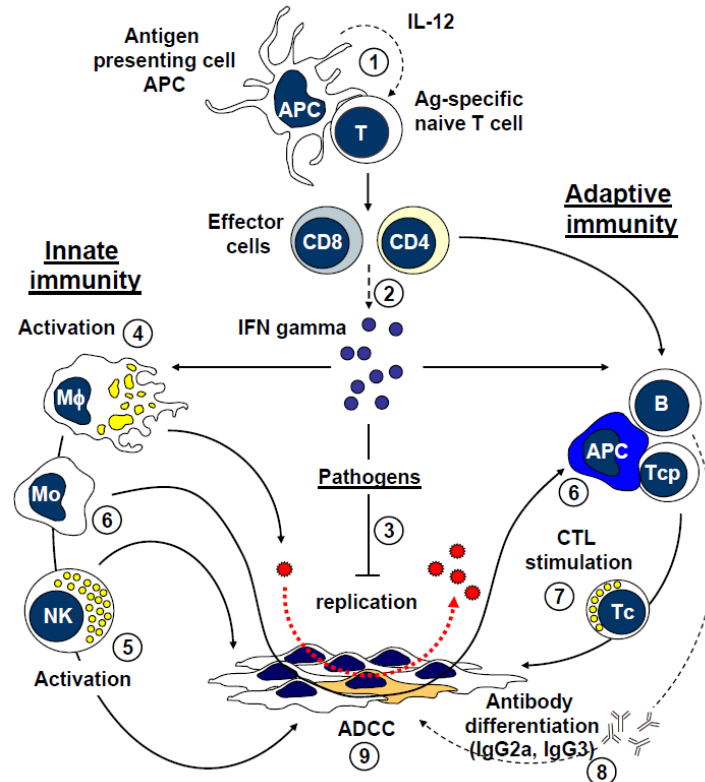 IL-12
Antigen
presenting cell
APC
1
APC
T
Ag-specific
naive T cell
Effector
cells
CD8
CD4
Adaptive
immunity
Innate
immunity
2
Activation 4
IFN gamma
Mϕ
B
APC
Tcp
6
Pathogens
Mo
6
3
CTL
stimulation
7
Tc
replication
NK
5
Activation
ADCC
9
Antibody
differentiation
(IgG2a, IgG3)
8